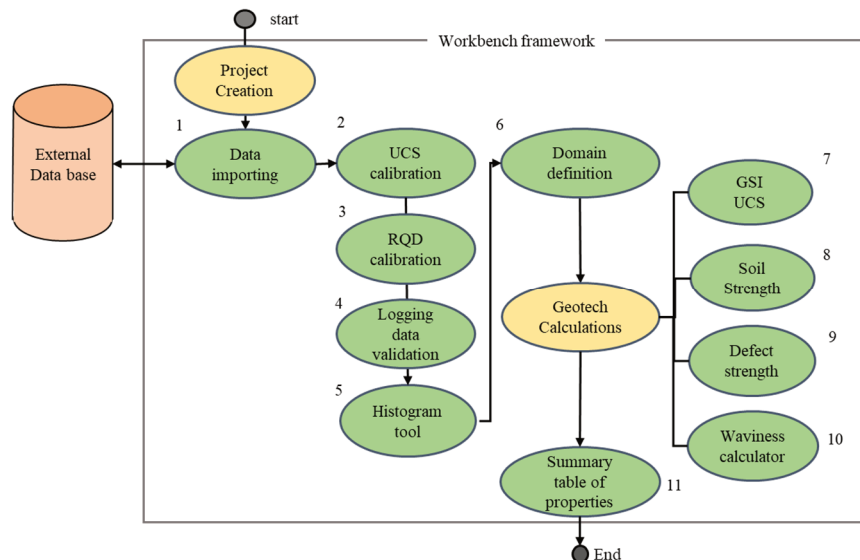 start
Workbench framework
Project
Creation
1
Data
importing
External
Data base
2
UCS
calibration
3
RQD
calibration
4
Logging
data
validation
5
Histogram
tool
6
Domain
definition
Geotech
Calculations
7
GSI
UCS
8
Soil
Strength
9
Defect
strength
10
Waviness
calculator
Summary
table of
properties
11
End